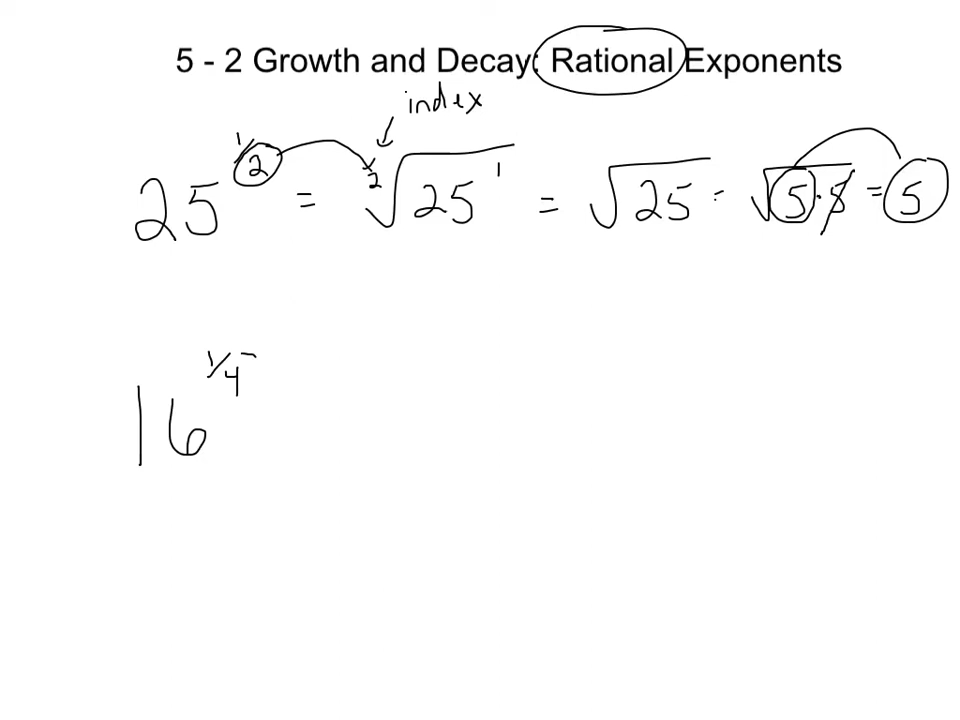 5 - 2 Growth and Decay: Rational Exponents
index
25^1/2 = ²√25^1 = √25 = √5·5 = 5
16^1/4